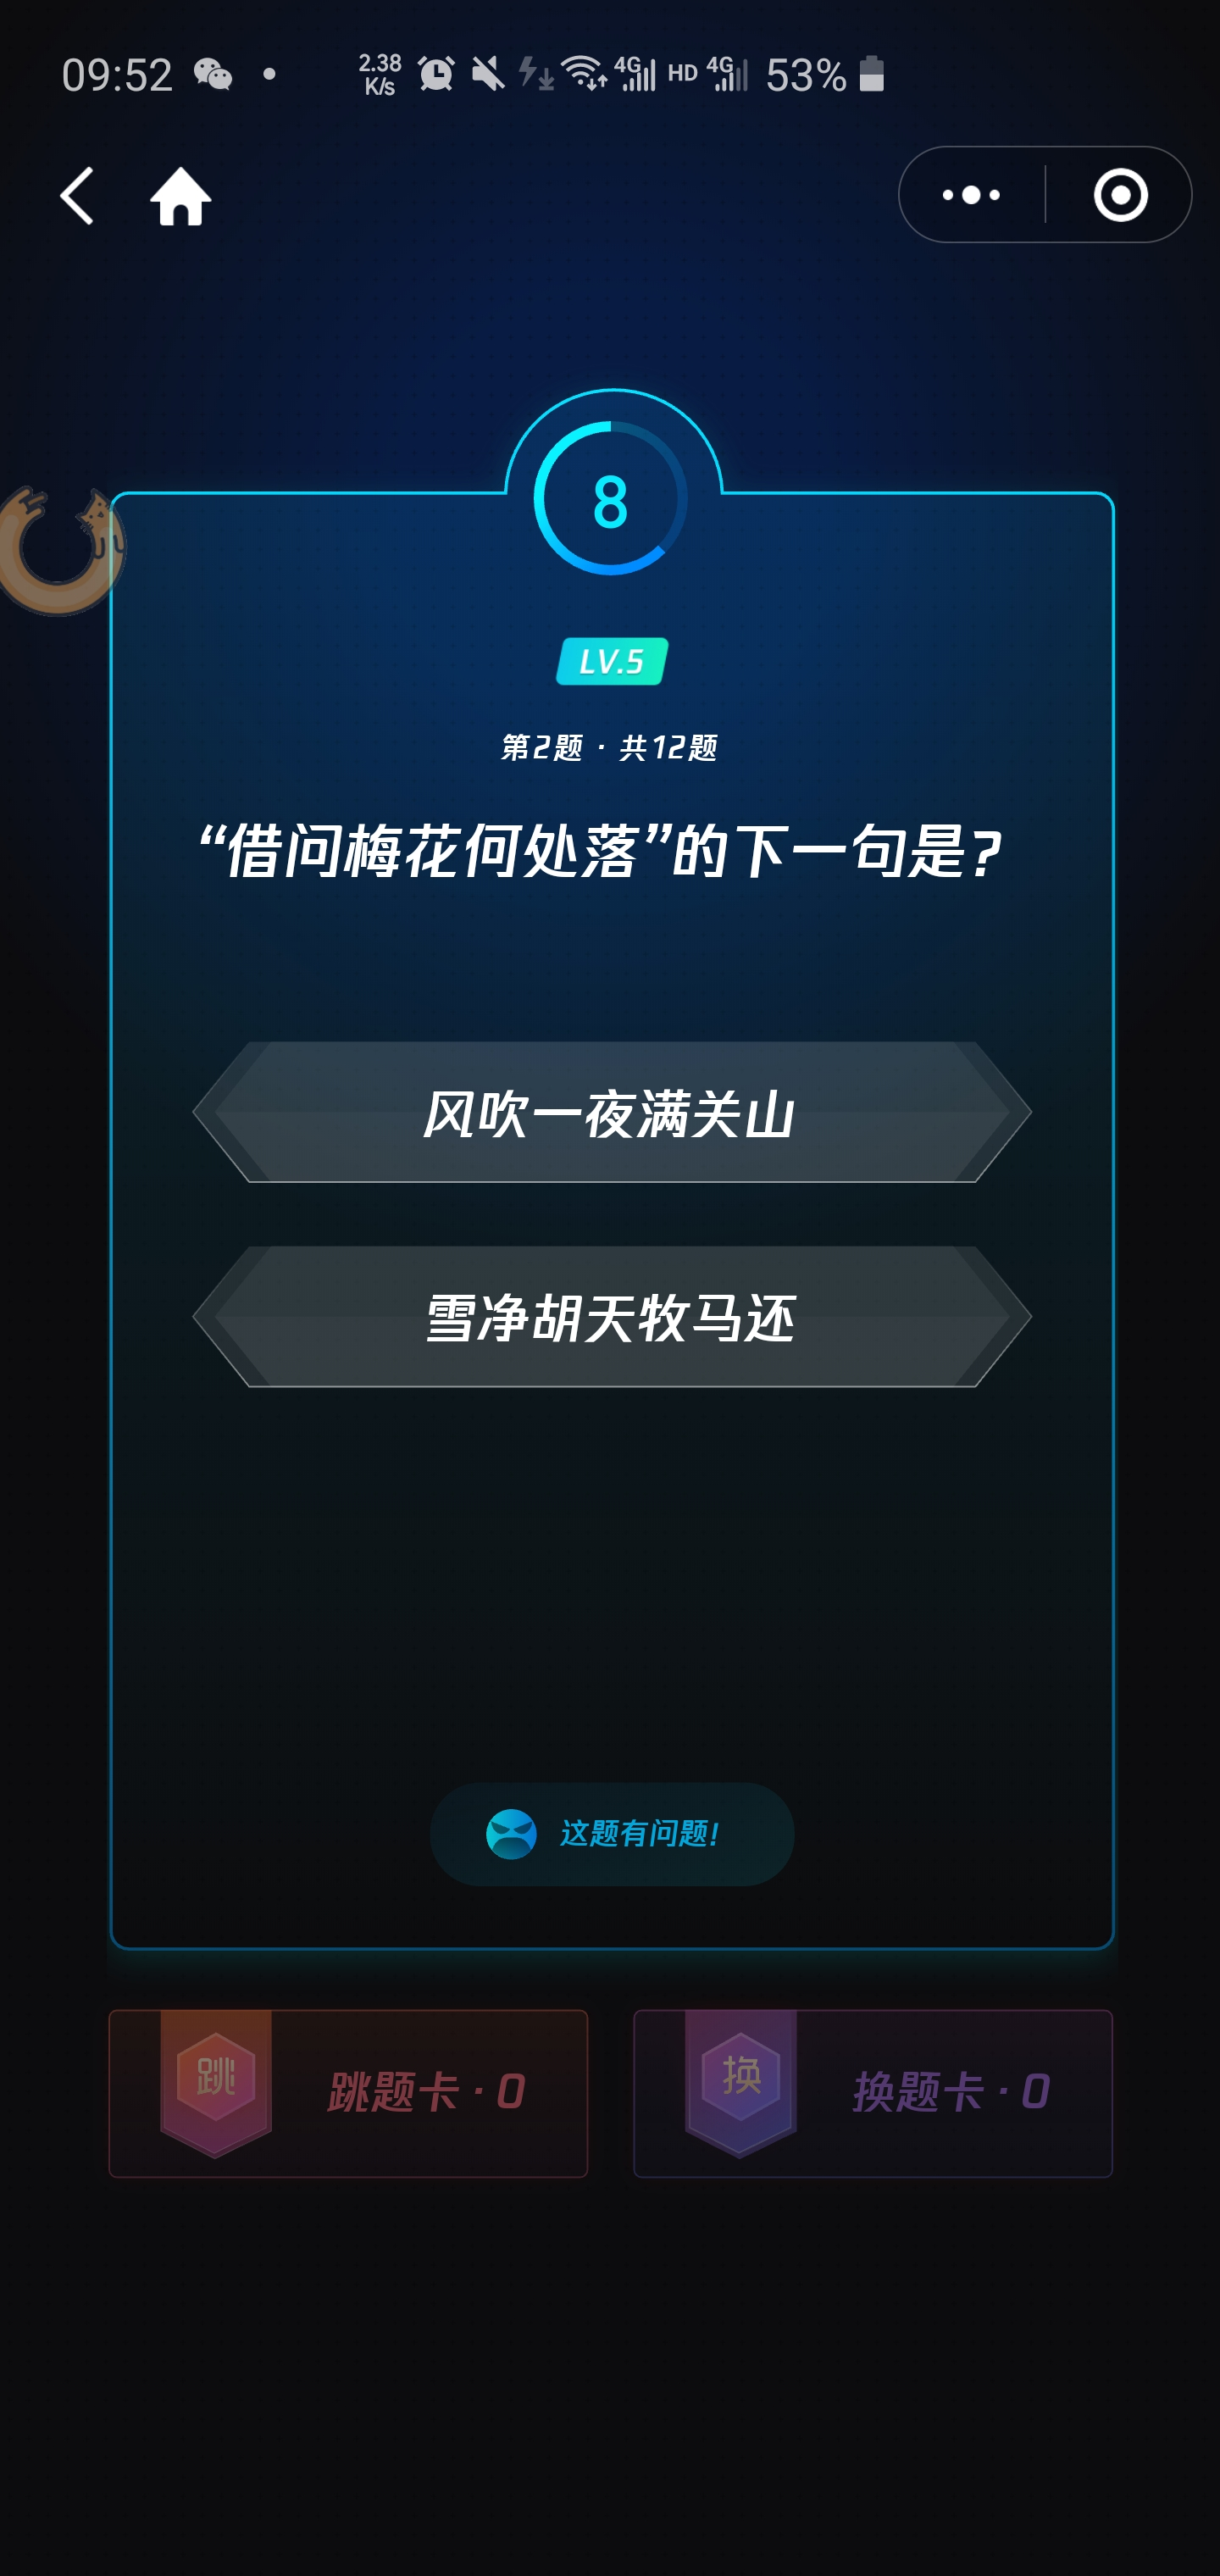 09:52
2.38
K/s
4G
HD
4G
53%
8
LV.5
第2题 · 共12题
“借问梅花何处落”的下一句是?
风吹一夜满关山
雪净胡天牧马还
这题有问题!
跳
跳题卡 · 0
换
换题卡 · 0